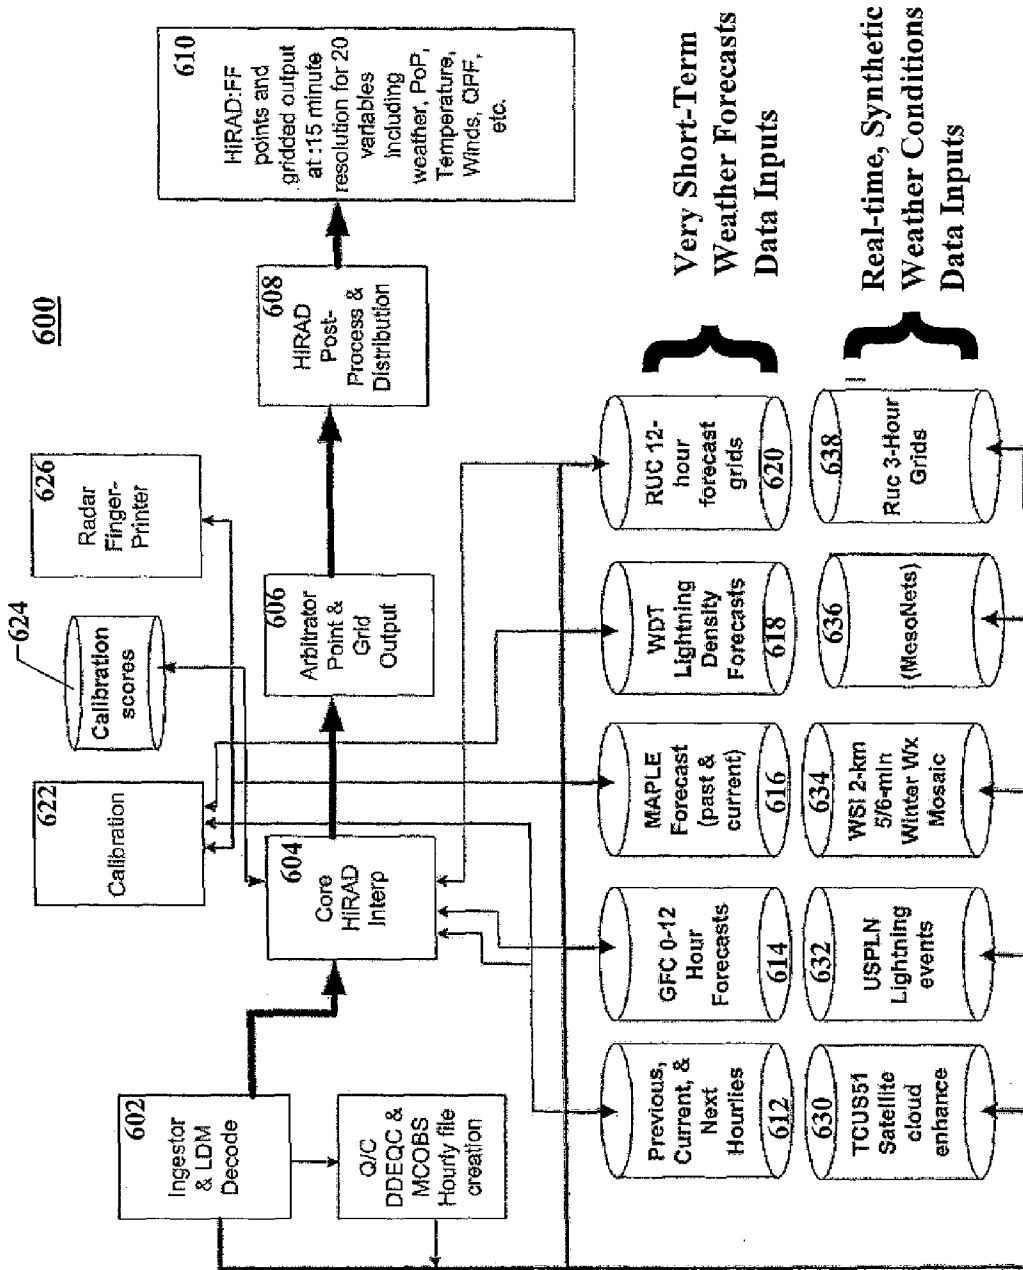 600
602
Ingestor
& LDM
Decode
Q/C
DDEQC &
MCOBS
Hourly file
creation
622
Calibration
624
Calibration
scores
626
Radar
Finger-
Printer
604
Core
HiRAD
Interp
606
Arbitrator
Point &
Grid
Output
608
HiRAD
Post-
Process &
Distribution
610
HiRAD:FF
points and
gridded output
at :15 minute
resolution for 20
variables
including
weather, PoP,
Temperature,
Winds, QPF,
etc.
Previous,
Current, &
Next
Hourlies
612
GFC 0-12
Hour
Forecasts
614
MAPLE
Forecast
(past &
current)
616
WDT
Lightning
Density
Forecasts
618
RUC 12-
hour
forecast
grids
620
Very Short-Term
Weather Forecasts
Data Inputs
630
TCUS51
Satellite
cloud
enhance
632
USPLN
Lightning
events
634
WSI 2-km
5/6-min
Winter Wx
Mosaic
636
(MesoNets)
638
Ruc 3-Hour
Grids
Real-time, Synthetic
Weather Conditions
Data Inputs